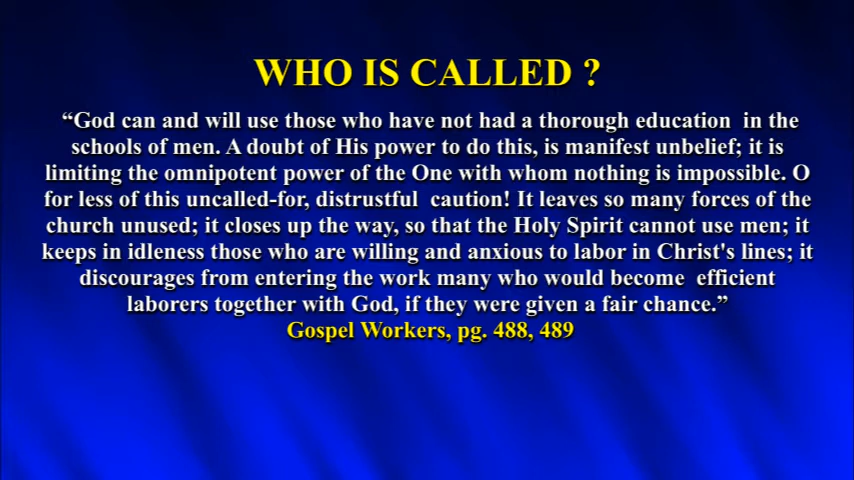 WHO IS CALLED ?
“God can and will use those who have not had a thorough education  in the
schools of men. A doubt of His power to do this, is manifest unbelief; it is
limiting the omnipotent power of the One with whom nothing is impossible. O
for less of this uncalled-for, distrustful  caution! It leaves so many forces of the
church unused; it closes up the way, so that the Holy Spirit cannot use men; it
keeps in idleness those who are willing and anxious to labor in Christ's lines; it
discourages from entering the work many who would become  efficient
laborers together with God, if they were given a fair chance.”
Gospel Workers, pg. 488, 489